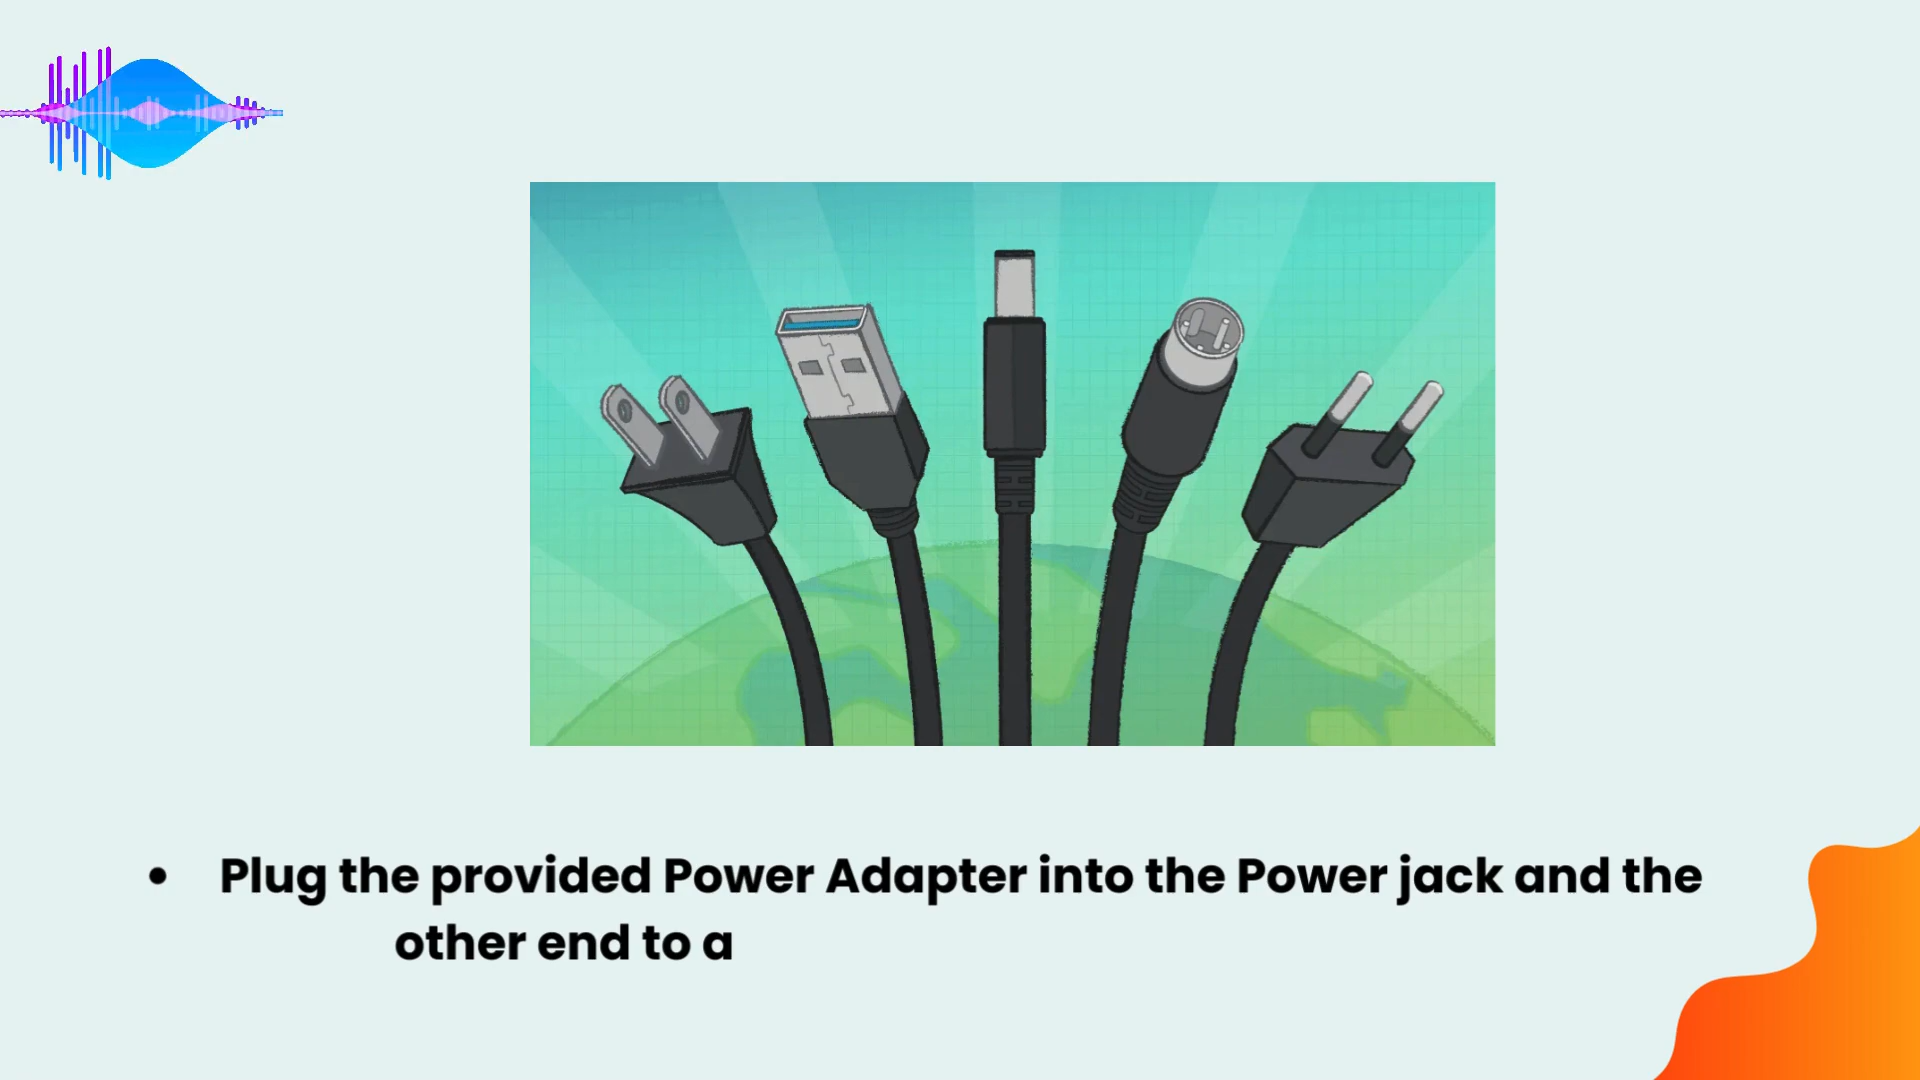 • Plug the provided Power Adapter into the Power jack and the
other end to a